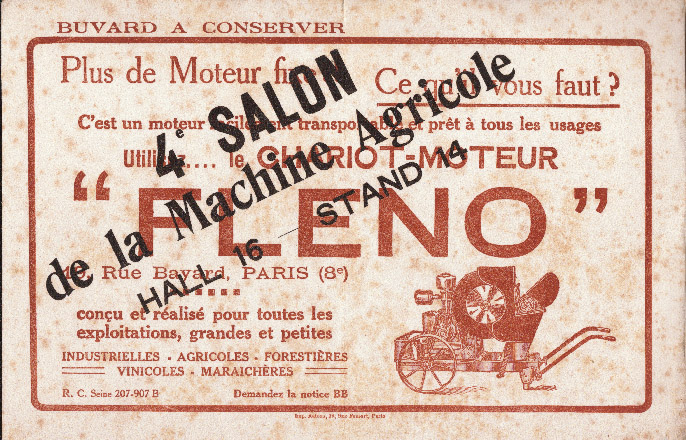 BUVARD A CONSERVER
Plus de Moteur fixe
Ce qu'il vous faut ?
C'est un moteur facilement transportable et prêt à tous les usages
Utilisez.... le CHARIOT-MOTEUR
"FLENO"
Rue Bayard, PARIS (8e)
conçu et réalisé pour toutes les
exploitations, grandes et petites
INDUSTRIELLES - AGRICOLES - FORESTIÈRES
VINICOLES - MARAICHÈRES
R. C. Seine 207-907 B
Demandez la notice BB
Paris
4e SALON
de la Machine Agricole
HALL 16 - STAND 14